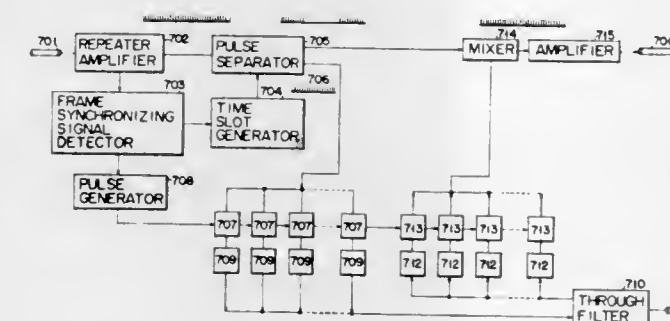 701 REPEATER AMPLIFIER 702
PULSE SEPARATOR 705
714
MIXER
AMPLIFIER 715
703
FRAME SYNCHRONIZING SIGNAL DETECTOR
704
706
TIME SLOT GENERATOR
PULSE GENERATOR 708
707 707 707 707 713 713 713 713
709 709 709 709 712 712 712 712
710
THROUGH FILTER